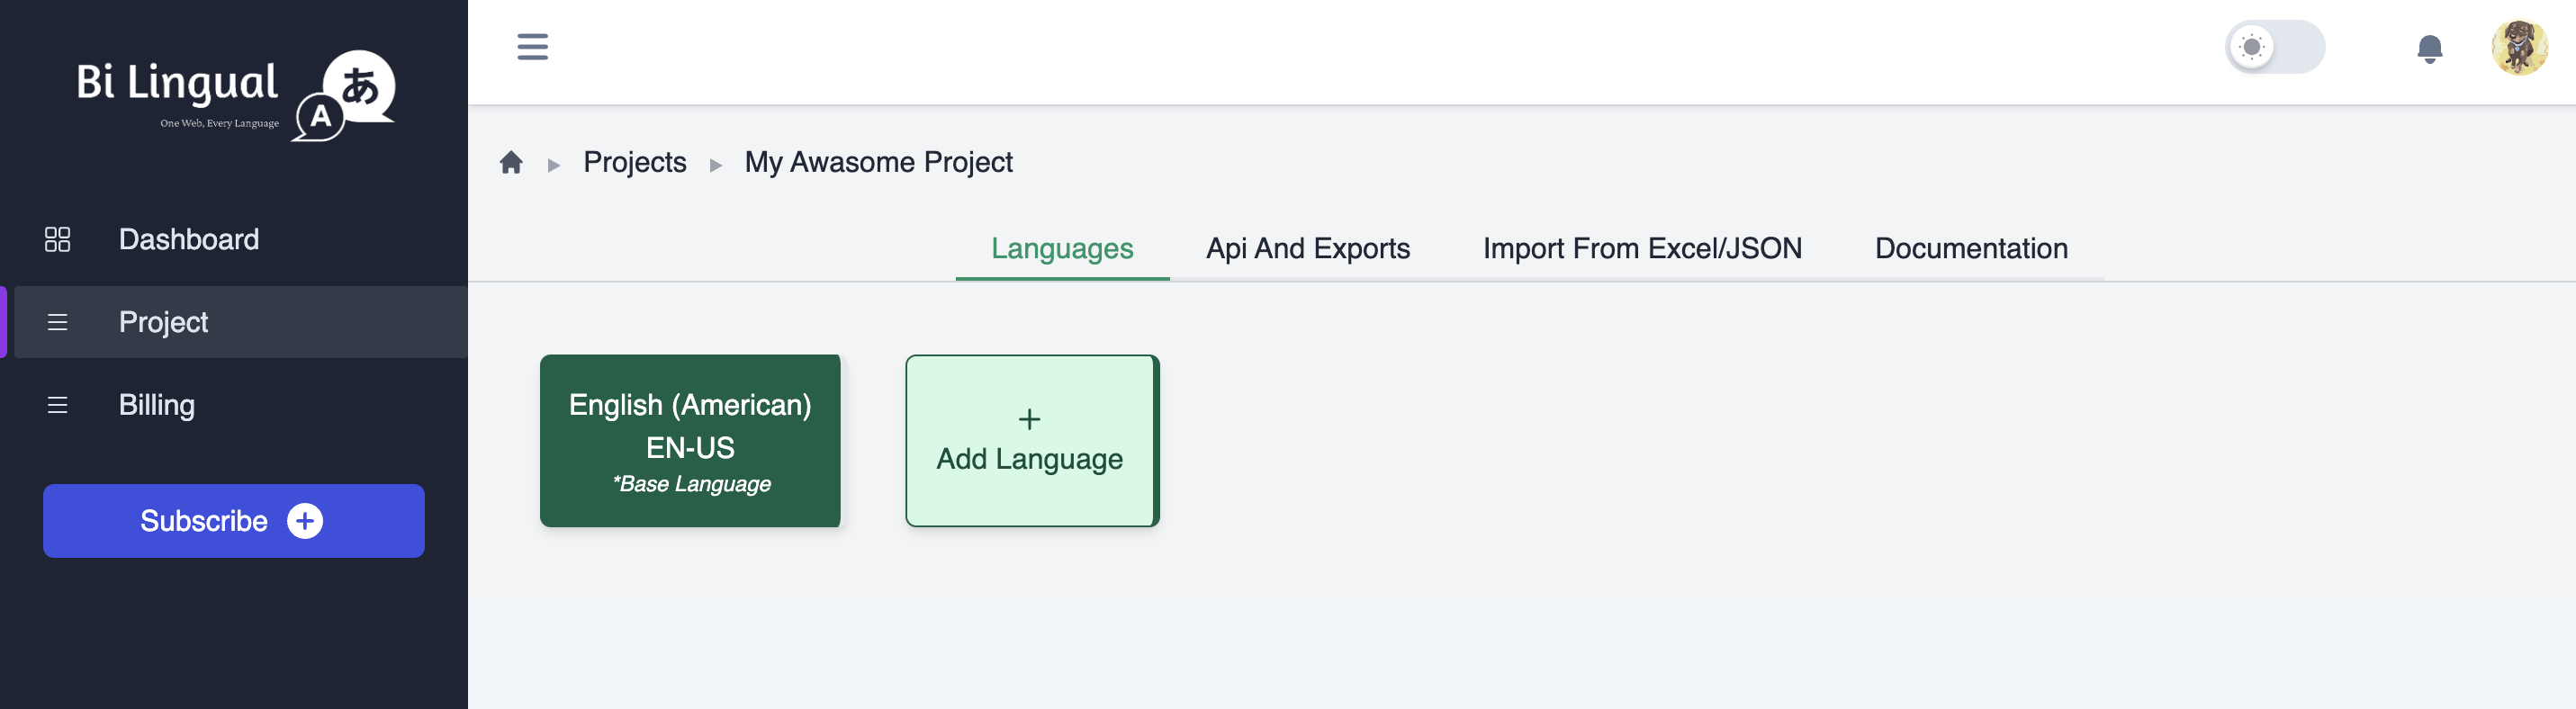 Bi Lingual
One Web, Every Language
あ
A
Dashboard
Project
Billing
Subscribe
Projects
My Awasome Project
Languages
Api And Exports
Import From Excel/JSON
Documentation
English (American)
EN-US
*Base Language
Add Language